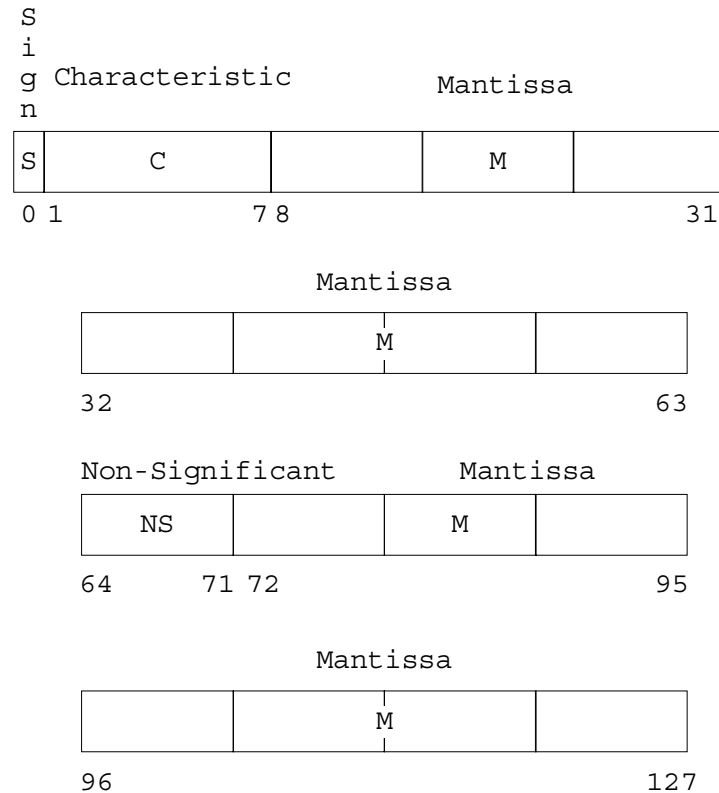 Sign
Characteristic Mantissa
S C M
0 1 7 8 31
Mantissa
M
32 63
Non-Significant Mantissa
NS M
64 71 72 95
Mantissa
M
96 127